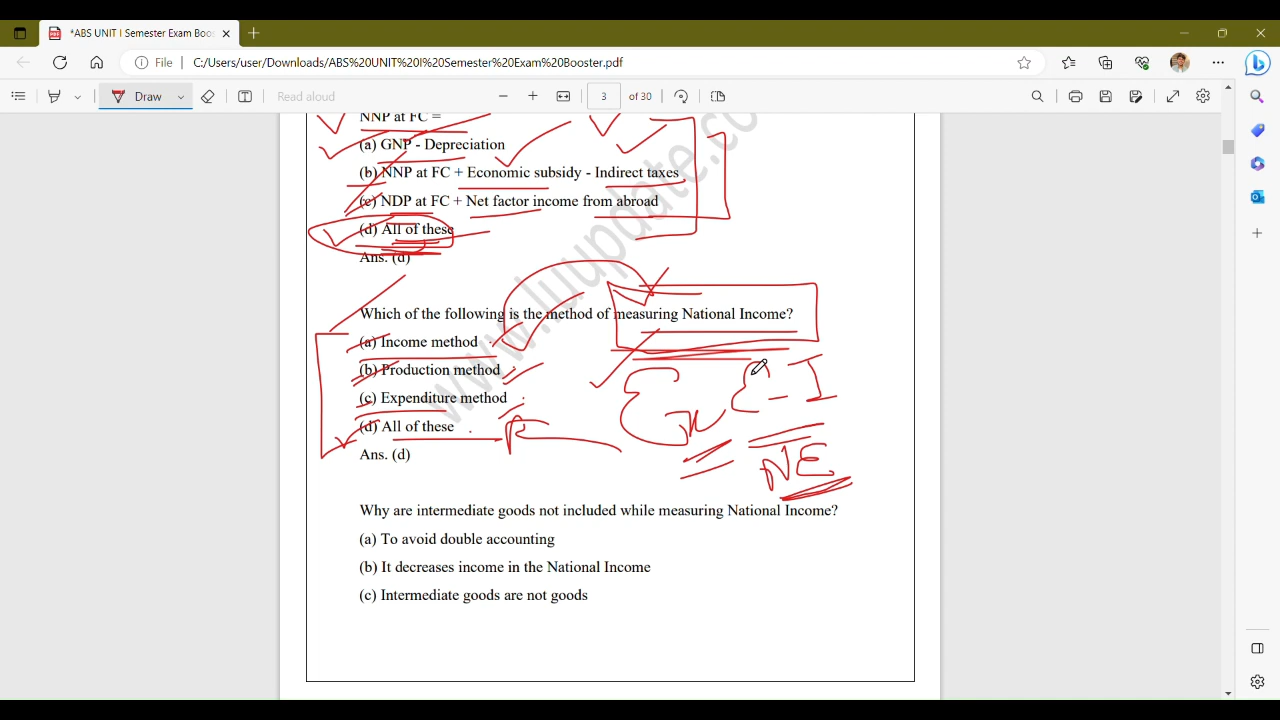 *ABS UNIT I Semester Exam Boo
File
C:/Users/user/Downloads/ABS%20UNIT%20I%20Semester%20Exam%20Booster.pdf
Draw
Read aloud
3
of 30
NNP at FC =
(a) GNP - Depreciation
(b) NNP at FC + Economic subsidy - Indirect taxes
(c) NDP at FC + Net factor income from abroad
(d) All of these
Ans. (d)
www.luupdate.com
Which of the following is the method of measuring National Income?
(a) Income method
(b) Production method
(c) Expenditure method
(d) All of these
Ans. (d)
NE
Why are intermediate goods not included while measuring National Income?
(a) To avoid double accounting
(b) It decreases income in the National Income
(c) Intermediate goods are not goods